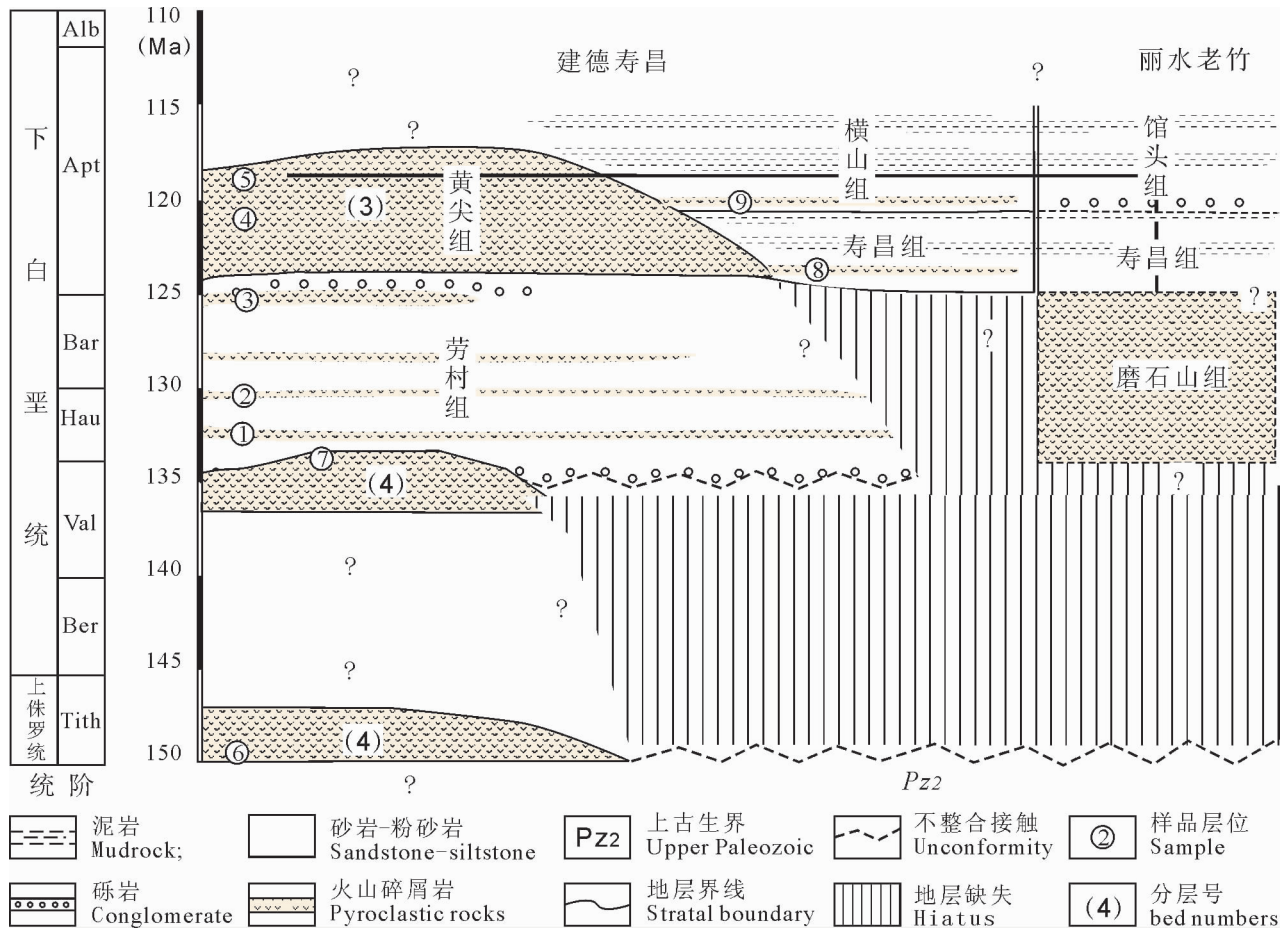 110
(Ma)
115
120
125
130
135
140
145
150
下白垩统
上侏罗统
统 阶
Alb
Apt
Bar
Hau
Val
Ber
Tith
建德寿昌
丽水老竹
?
?
?
横山组
馆头组
⑤
④
(3)
黄尖组
⑨
寿昌组
寿昌组
⑧
③
?
劳村组
?
?
磨石山组
②
①
⑦
(4)
?
?
?
?
⑥
(4)
?
Pz2
泥岩
Mudrock;
砂岩-粉砂岩
Sandstone-siltstone
Pz2
上古生界
Upper Paleozoic
不整合接触
Unconformity
②
样品层位
Sample
砾岩
Conglomerate
火山碎屑岩
Pyroclastic rocks
地层界线
Stratal boundary
地层缺失
Hiatus
(4)
分层号
bed numbers